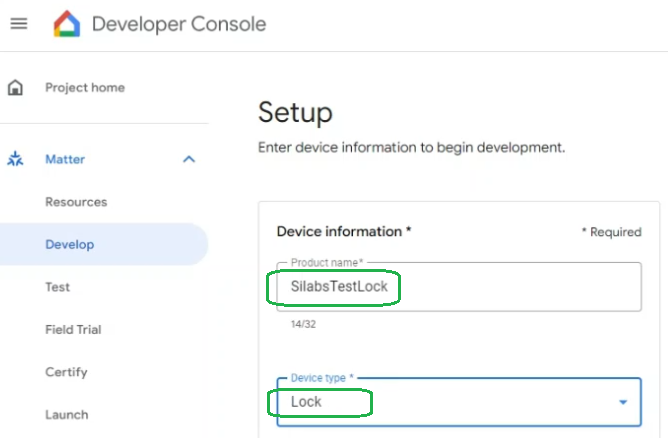 Developer Console
Project home
Matter
Resources
Develop
Test
Field Trial
Certify
Launch
Setup
Enter device information to begin development.
Device information *
* Required
Product name*
SilabsTestLock
14/32
Device type *
Lock